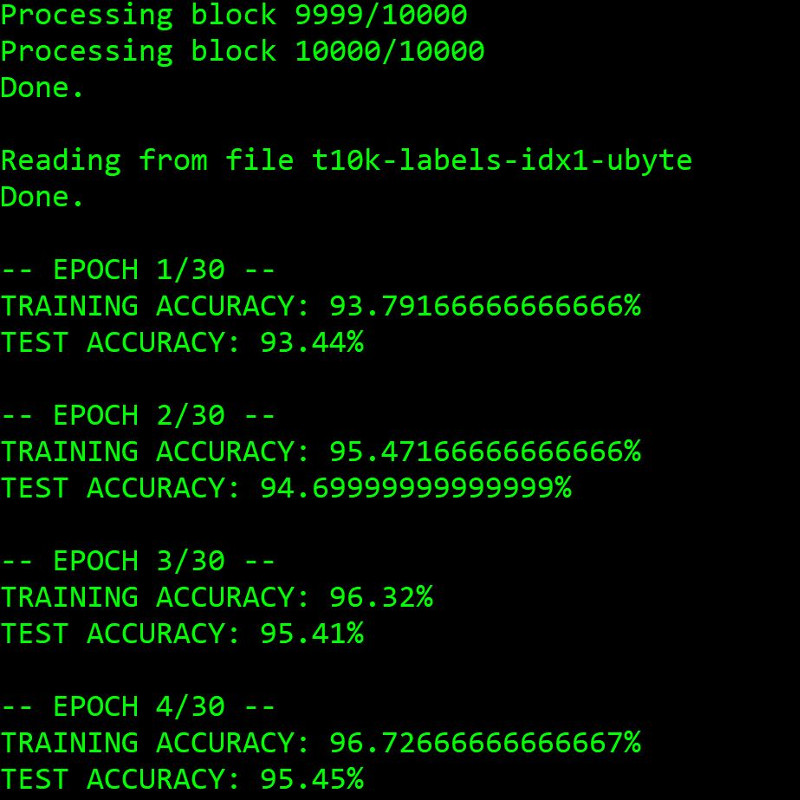 Processing block 9999/10000
Processing block 10000/10000
Done.
Reading from file t10k-labels-idx1-ubyte
Done.
-- EPOCH 1/30 --
TRAINING ACCURACY: 93.79166666666666%
TEST ACCURACY: 93.44%
-- EPOCH 2/30 --
TRAINING ACCURACY: 95.47166666666666%
TEST ACCURACY: 94.69999999999999%
-- EPOCH 3/30 --
TRAINING ACCURACY: 96.32%
TEST ACCURACY: 95.41%
-- EPOCH 4/30 --
TRAINING ACCURACY: 96.72666666666667%
TEST ACCURACY: 95.45%